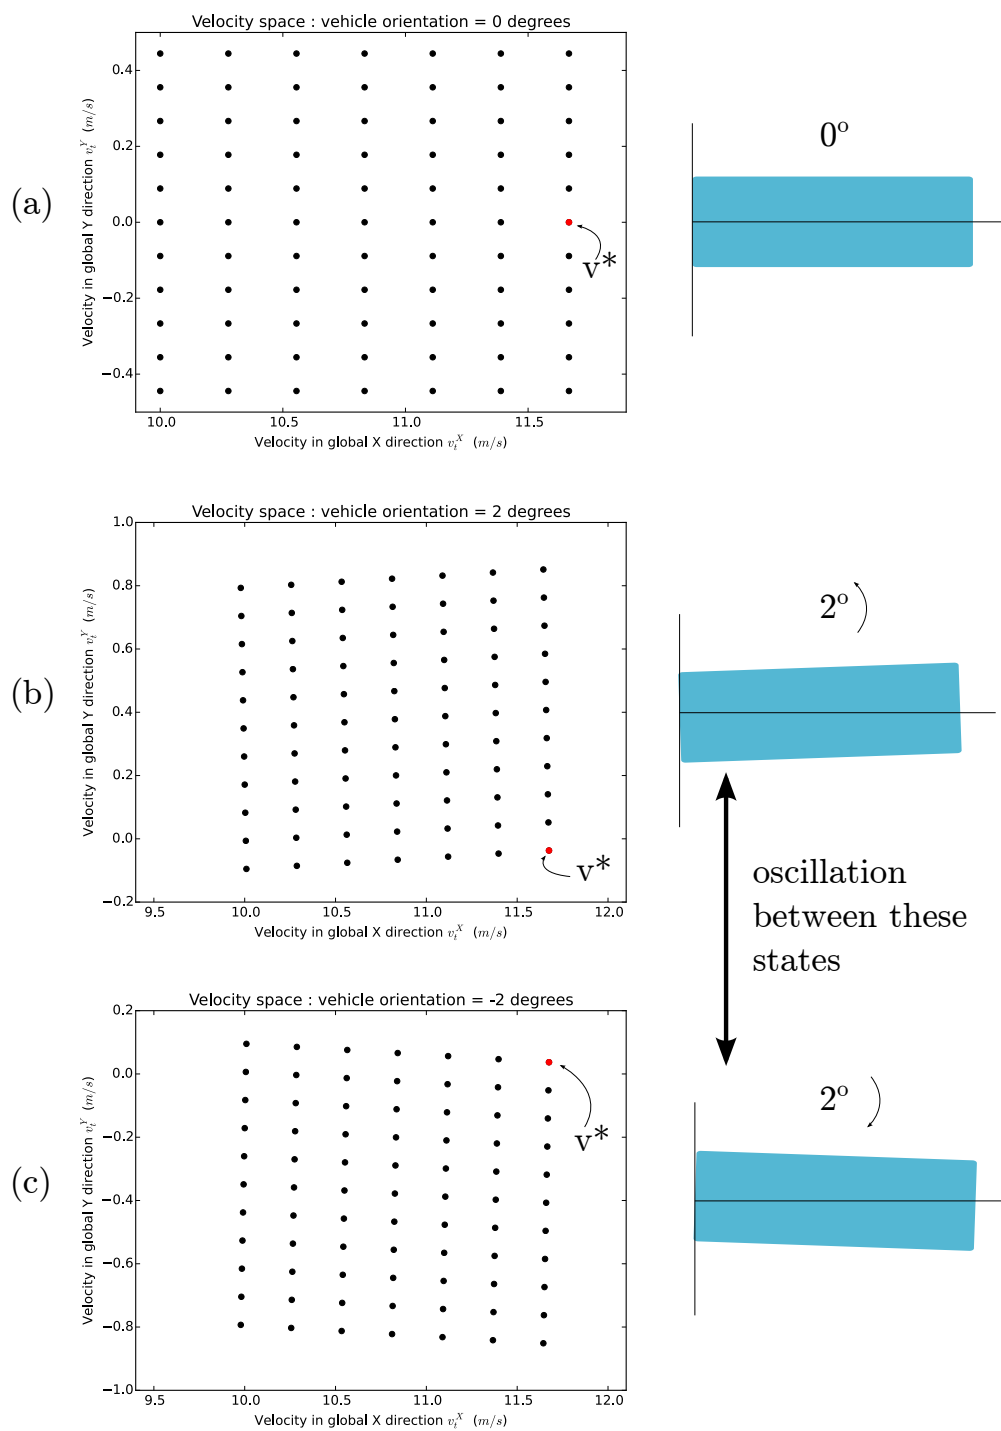 Velocity space : vehicle orientation = 0 degrees
0.4
0.2
0.0
−0.2
−0.4
10.0 10.5 11.0 11.5
Velocity in global X direction v_t^X (m/s)
Velocity in global Y direction v_t^Y (m/s)
v*
(a)
0°
Velocity space : vehicle orientation = 2 degrees
1.0
0.8
0.6
0.4
0.2
0.0
−0.2
9.5 10.0 10.5 11.0 11.5 12.0
Velocity in global X direction v_t^X (m/s)
Velocity in global Y direction v_t^Y (m/s)
v*
(b)
2°
oscillation
between these
states
Velocity space : vehicle orientation = -2 degrees
0.2
0.0
−0.2
−0.4
−0.6
−0.8
−1.0
9.5 10.0 10.5 11.0 11.5 12.0
Velocity in global X direction v_t^X (m/s)
Velocity in global Y direction v_t^Y (m/s)
v*
(c)
2°